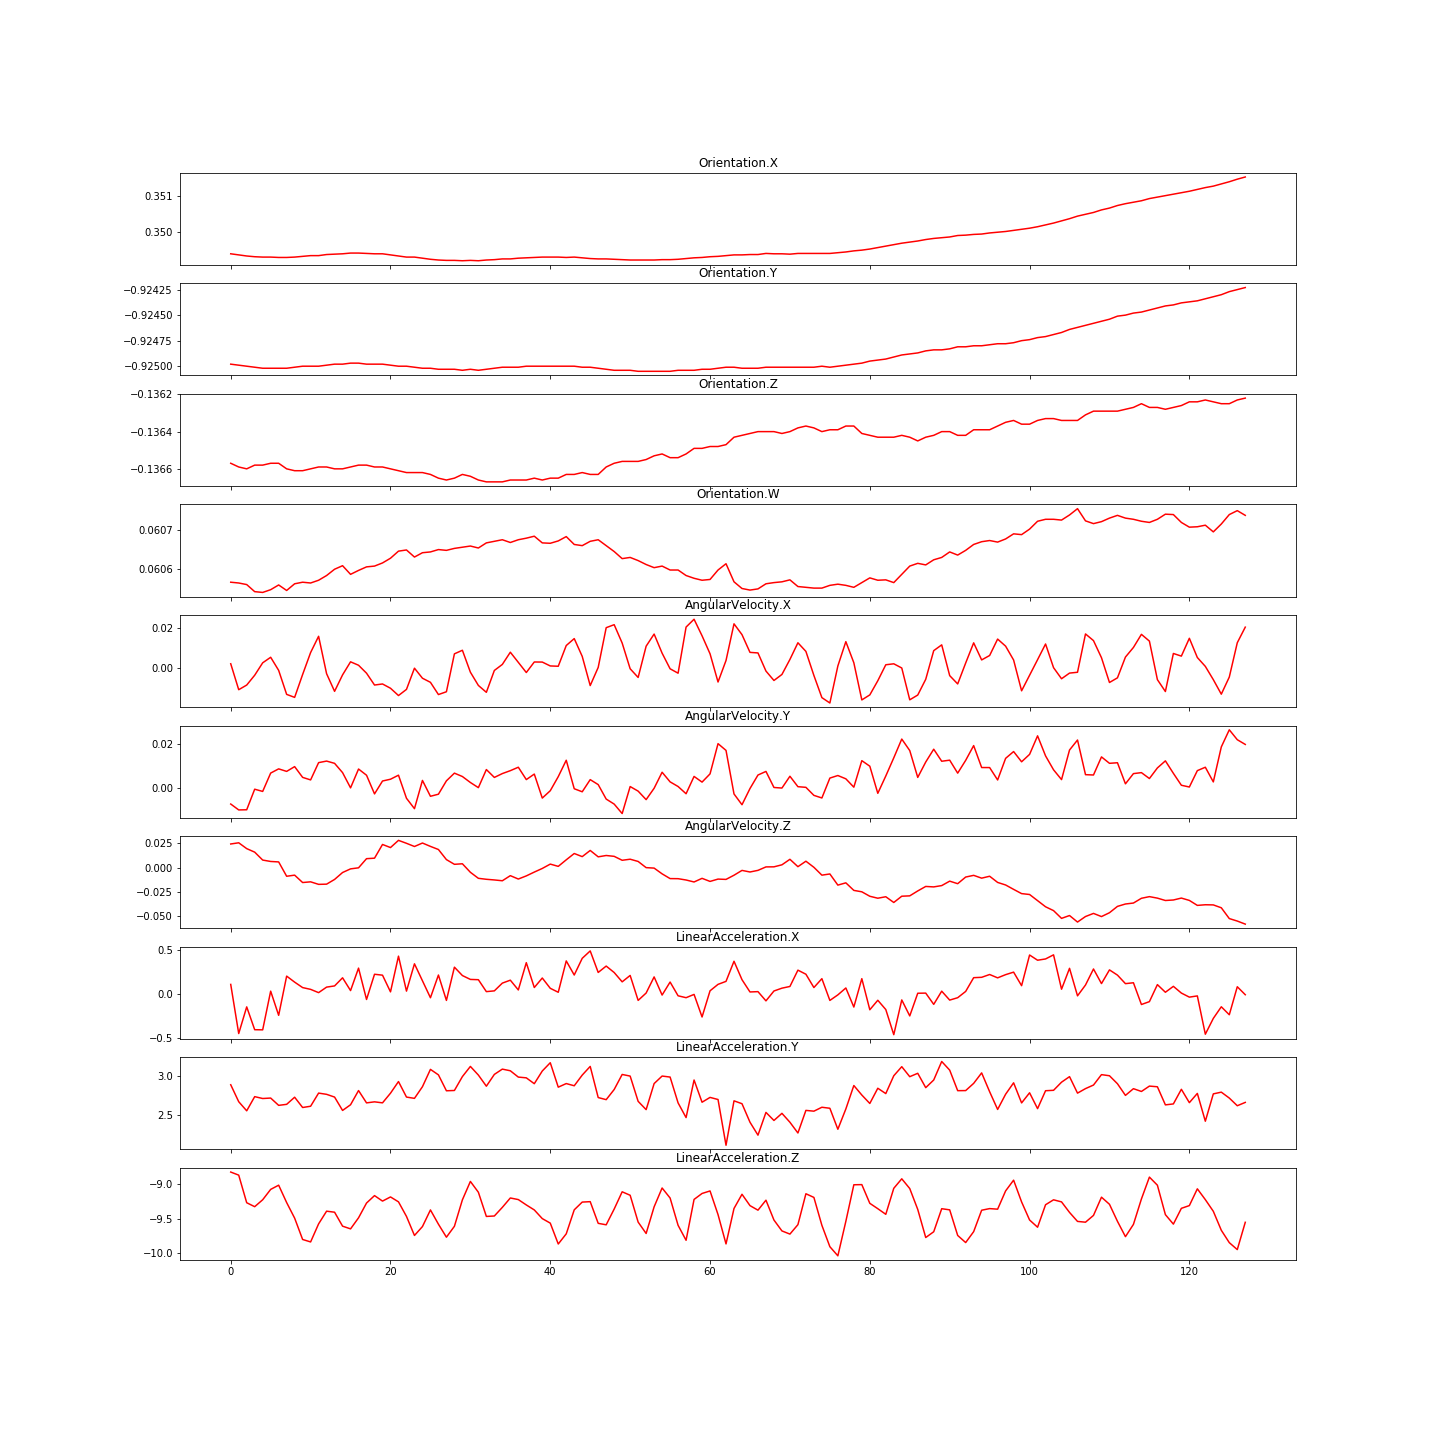 Orientation.X
0.351
0.350
Orientation.Y
−0.92425
−0.92450
−0.92475
−0.92500
Orientation.Z
−0.1362
−0.1364
−0.1366
Orientation.W
0.0607
0.0606
AngularVelocity.X
0.02
0.00
AngularVelocity.Y
0.02
0.00
AngularVelocity.Z
0.025
0.000
−0.025
−0.050
LinearAcceleration.X
0.5
0.0
−0.5
LinearAcceleration.Y
3.0
2.5
LinearAcceleration.Z
−9.0
−9.5
−10.0
0 20 40 60 80 100 120